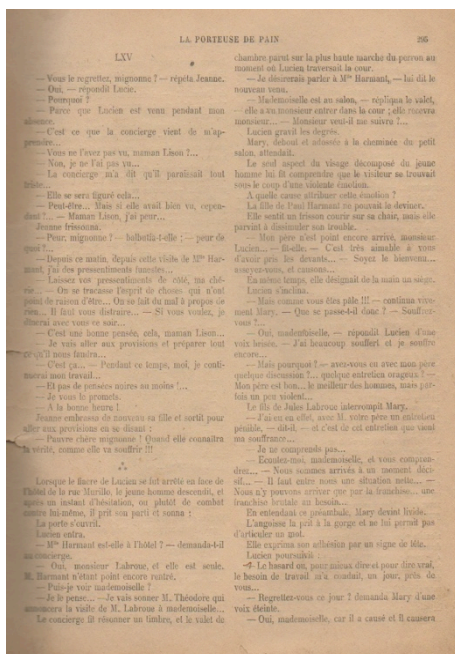 LA PORTEUSE DE PAIN
295
LXV
— Vous le regrettez, mignonne ? — répéta Jeanne.
— Oui, — répondit Lucie.
— Pourquoi ?
— Parce que Lucien est venu pendant mon
absence.
— C'est ce que la concierge vient de m'ap-
prendre...
— Vous ne l'avez pas vu, maman Lison ?...
— Non, je ne l'ai pas vu...
— La concierge m'a dit qu'il paraissait tout
triste...
— Elle se sera figuré cela...
— Peut-être... Mais si elle avait bien vu, cepen-
dant ?... — Maman Lison, j'ai peur...
Jeanne frissonna.
— Peur, mignonne ? — balbutia-t-elle ; — peur de
quoi ?...
— Depuis ce matin, depuis cette visite de Mlle Har-
mant, j'ai des pressentiments funestes...
— Laissez vos pressentiments de côté, ma ché-
rie... — On se tracasse l'esprit de choses qui n'ont
point de raison d'être... On se fait du mal à propos de
rien... Il faut vous distraire... — Si vous voulez, je
dînerai avec vous ce soir...
— C'est une bonne pensée, cela, maman Lison...
— Je vais aller aux provisions et préparer tout
ce qu'il nous faudra...
— C'est ça... — Pendant ce temps, moi, je conti-
nuerai mon travail...
— Et pas de pensées noires au moins !...
— Je vous le promets.
— A la bonne heure !
Jeanne embrassa de nouveau sa fille et sortit pour
aller aux provisions en se disant :
— Pauvre chère mignonne ! Quand elle connaîtra
la vérité, comme elle va souffrir !!!
Lorsque le fiacre de Lucien se fut arrêté en face de
l'hôtel de la rue Murillo, le jeune homme descendit, et
après un instant d'hésitation, ou plutôt de combat
contre lui-même, il prit son parti et sonna :
La porte s'ouvrit.
Lucien entra.
— Mlle Harmant est-elle à l'hôtel ? — demanda-t-il
au concierge.
— Oui, monsieur Labroue, et elle est seule,
M. Harmant n'étant point encore rentré.
— Puis-je voir mademoiselle ?
— Je le pense... — Je vais sonner M. Théodore qui
annoncera la visite de M. Labroue à mademoiselle...
Le concierge fit résonner un timbre, et le valet de
chambre parut sur la plus haute marche du perron au
moment où Lucien traversait la cour.
— Je désirerais parler à Mlle Harmant, — lui dit le
nouveau venu.
— Mademoiselle est au salon, — répliqua le valet,
— elle a vu monsieur entrer dans la cour ; elle recevra
monsieur... — Monsieur veut-il me suivre ?...
Lucien gravit les degrés.
Mary, debout et adossée à la cheminée du petit
salon, attendait.
Le seul aspect du visage décomposé du jeune
homme lui fit comprendre que le visiteur se trouvait
sous le coup d'une violente émotion.
A quelle cause attribuer cette émotion ?
La fille de Paul Harmant ne pouvait le deviner.
Elle sentit un frisson courir sur sa chair, mais elle
parvint à dissimuler son trouble.
— Mon père n'est point encore arrivé, monsieur
Lucien... — fit-elle. — C'est très aimable à vous
d'avoir pris les devants... — Soyez le bienvenu...
asseyez-vous, et causons...
En même temps, elle désignait de la main un siège.
Lucien s'inclina.
— Mais comme vous êtes pâle !!! — continua vive-
ment Mary. — Que se passe-t-il donc ? — Souffrez-
vous ?...
— Oui, mademoiselle, — répondit Lucien d'une
voix brisée. — J'ai beaucoup souffert et je souffre
encore...
— Mais pourquoi ? — avez-vous eu avec mon père
quelque discussion ?... quelque entretien orageux ? —
Mon père est bon... le meilleur des hommes, mais par-
fois un peu violent...
Le fils de Jules Labroue interrompit Mary.
— J'ai eu en effet, avec M. votre père un entretien
pénible, — dit-il, — et c'est de cet entretien que vient
ma souffrance...
— Je ne comprends pas...
— Ecoutez-moi, mademoiselle, et vous compren-
drez... — Nous sommes arrivés à un moment déci-
sif... — Il faut entre nous une situation nette... —
Nous n'y pouvons arriver que par la franchise... une
franchise brutale au besoin...
En entendant ce préambule, Mary devint livide.
L'angoisse la prit à la gorge et ne lui permit pas
d'articuler un mot.
Elle exprima son adhésion par un signe de tête.
Lucien poursuivit :
— Le hasard ou, pour mieux dire et pour dire vrai,
le besoin de travail m'a conduit, un jour, près de
vous...
— Regrettez-vous ce jour ? demanda Mary d'une
voix éteinte.
— Oui, mademoiselle, car il a causé et il causera